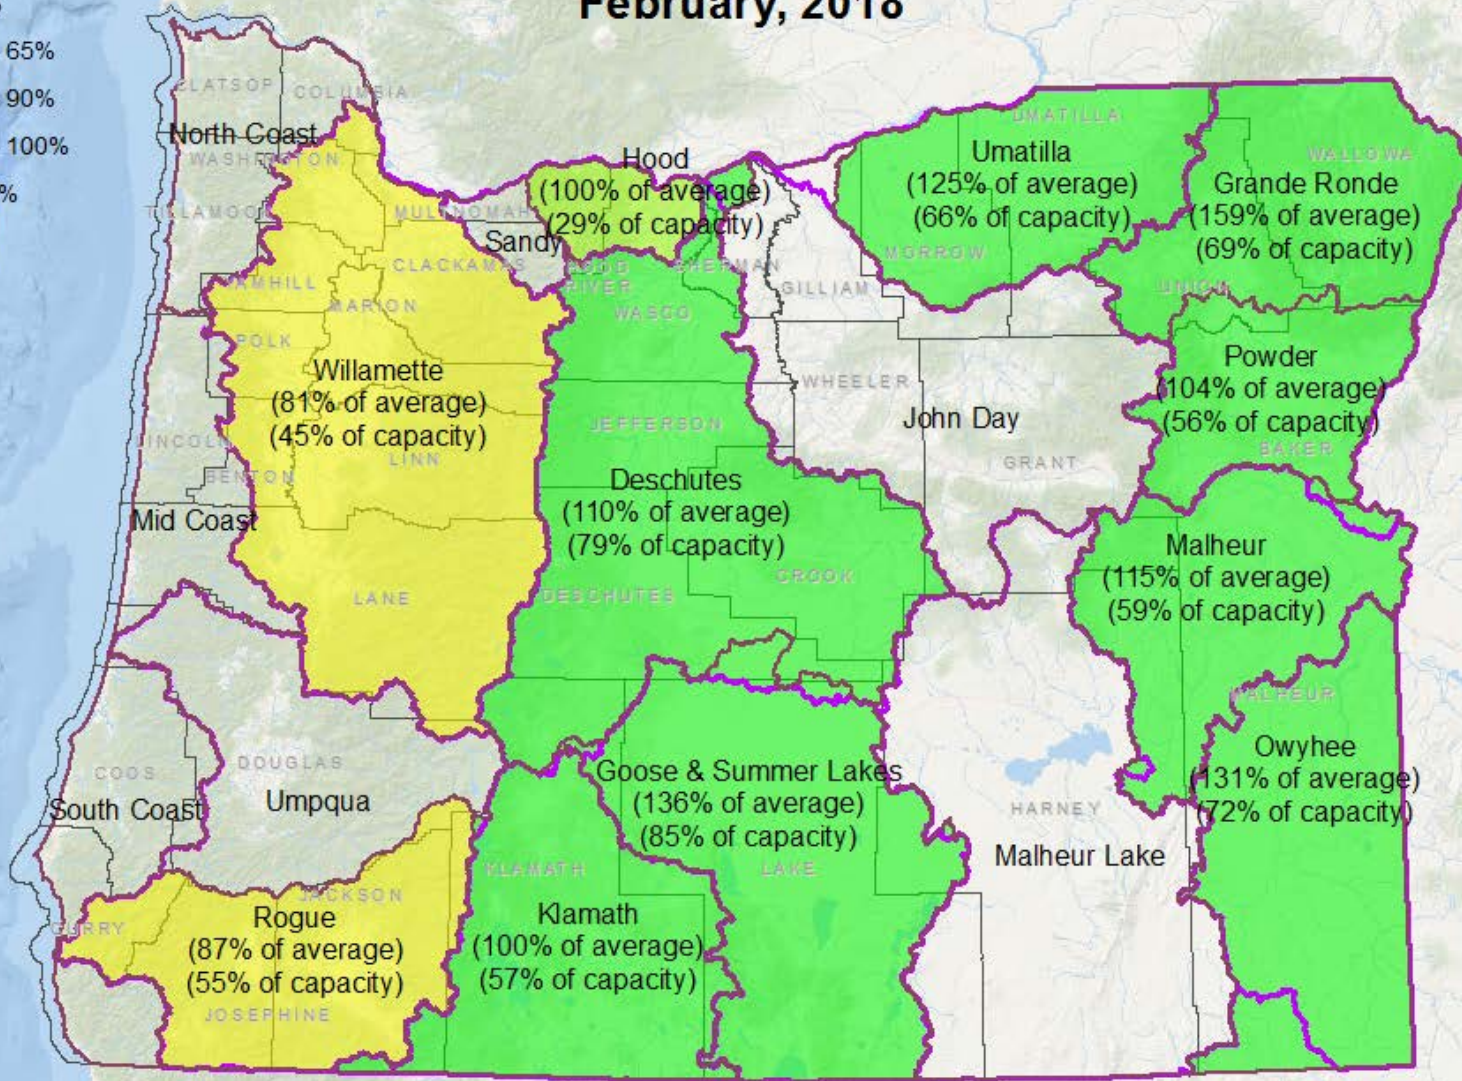 February, 2018
65%
90%
100%
%
CLATSOP
COLUMBIA
North Coast
WASHINGTON
TILLAMOOK
MULTNOMAH
Sandy
CLACKAMAS
YAMHILL
MARION
POLK
Willamette
(81% of average)
(45% of capacity)
LINN
LINCOLN
BENTON
Mid Coast
LANE
Hood
(100% of average)
(29% of capacity)
HOOD
RIVER
SHERMAN
WASCO
GILLIAM
UMATILLA
Umatilla
(125% of average)
(66% of capacity)
MORROW
WALLOWA
Grande Ronde
(159% of average)
(69% of capacity)
UNION
Powder
(104% of average)
(56% of capacity)
BAKER
WHEELER
John Day
GRANT
JEFFERSON
Deschutes
(110% of average)
(79% of capacity)
CROOK
DESCHUTES
Malheur
(115% of average)
(59% of capacity)
MALHEUR
Owyhee
(131% of average)
(72% of capacity)
HARNEY
Malheur Lake
Goose & Summer Lakes
(136% of average)
(85% of capacity)
LAKE
KLAMATH
Klamath
(100% of average)
(57% of capacity)
COOS
DOUGLAS
South Coast
Umpqua
JACKSON
CURRY
Rogue
(87% of average)
(55% of capacity)
JOSEPHINE